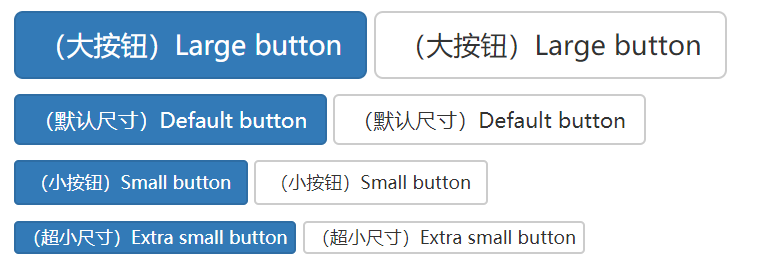 （大按钮）Large button （大按钮）Large button
（默认尺寸）Default button （默认尺寸）Default button
（小按钮）Small button （小按钮）Small button
（超小尺寸）Extra small button （超小尺寸）Extra small button